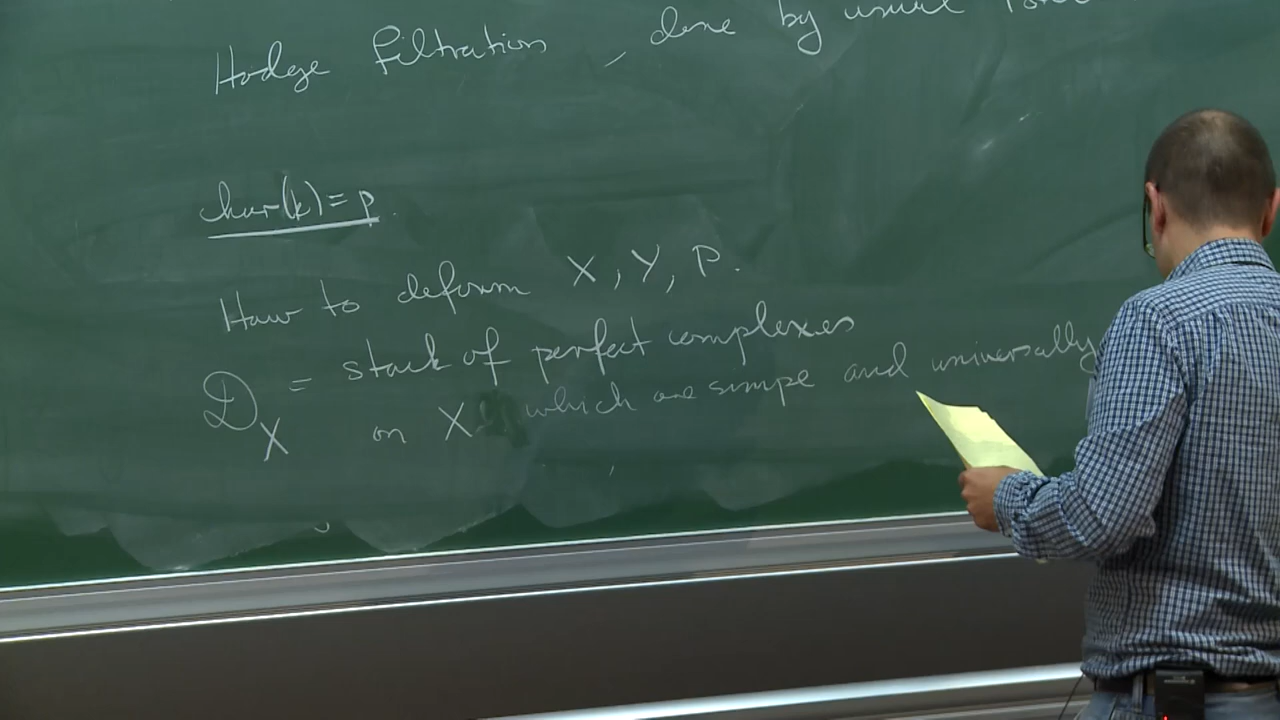 Hodge filtration, done by usual
char(k) = p.
How to deform X, Y, P.
D_X = stack of perfect complexes
on X which are simpe and universally